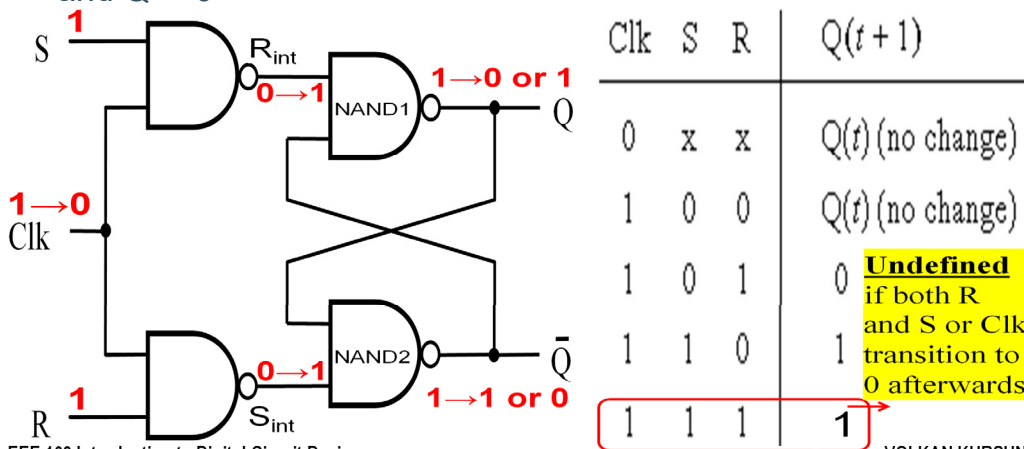 1
S
R int
0→1
NAND1
1→0 or 1
Q
1→0
Clk
NAND2
Q̄
0→1
1→1 or 0
1
R
S int
Clk S R Q(t + 1)
0 x x Q(t) (no change)
1 0 0 Q(t) (no change)
1 0 1 0
1 1 0 1
1 1 1 1
Undefined
if both R
and S or Clk
transition to
0 afterwards